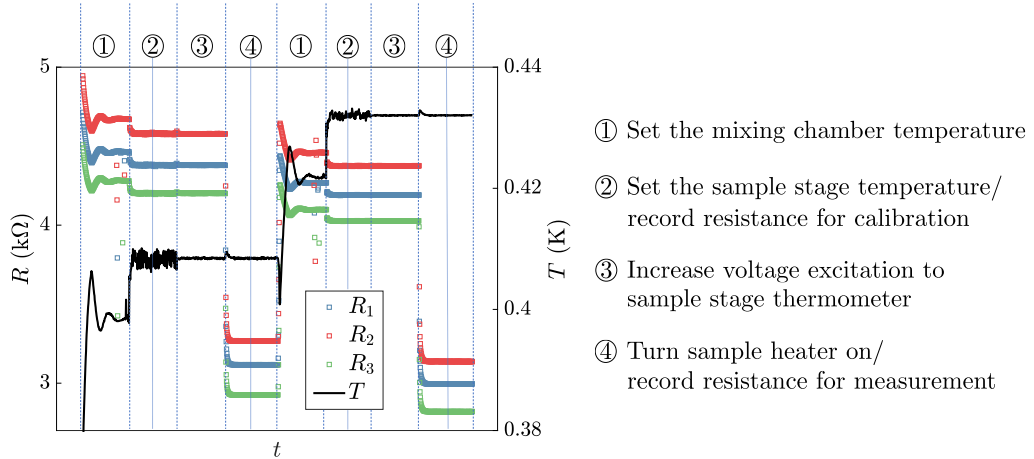 ① ② ③ ④ ① ② ③ ④
5
4
3
R (kΩ)
0.44
0.42
0.4
0.38
T (K)
t
R₁
R₂
R₃
T
① Set the mixing chamber temperature
② Set the sample stage temperature/
record resistance for calibration
③ Increase voltage excitation to
sample stage thermometer
④ Turn sample heater on/
record resistance for measurement